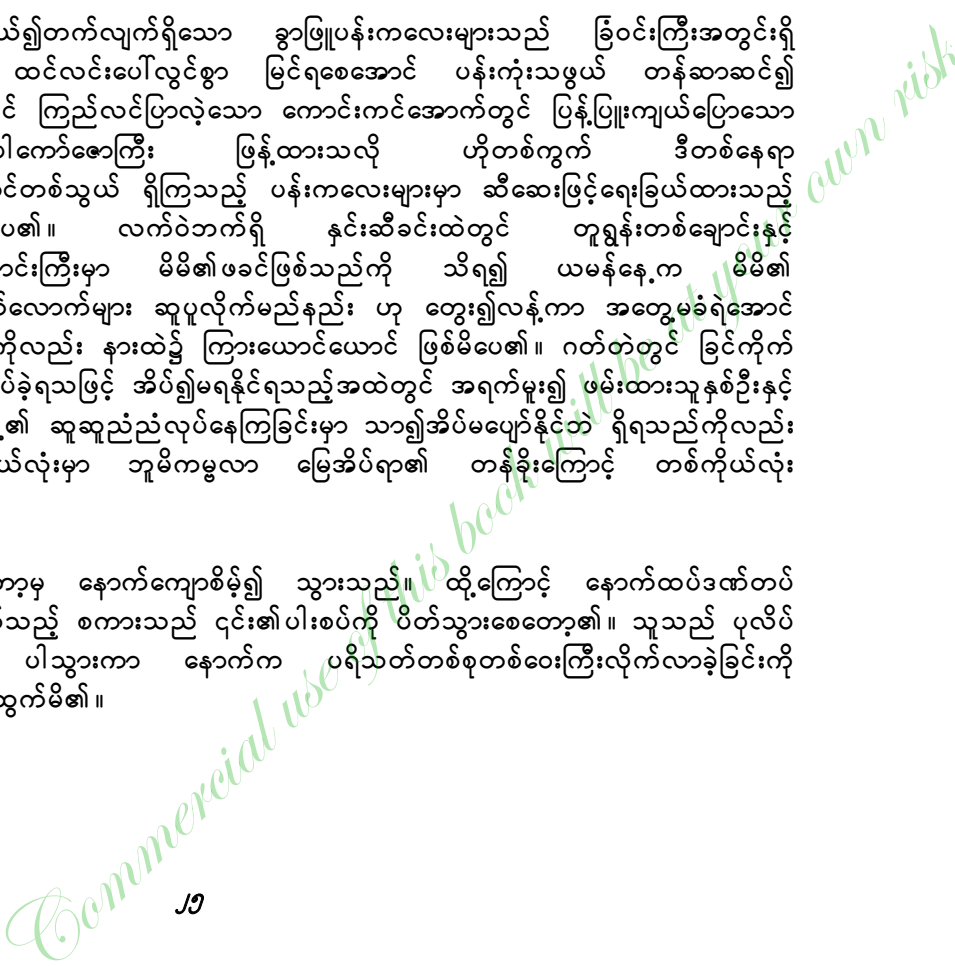 ယ်၍တက်လျက်ရှိသော ခွာဖြူပန်းကလေးများသည် ခြံဝင်းကြီးအတွင်းရှိ
ထင်လင်းပေါ်လွင်စွာ မြင်ရစေအောင် ပန်းကုံးသဖွယ် တန်ဆာဆင်၍
င် ကြည်လင်ပြာလဲ့သော ကောင်းကင်အောက်တွင် ပြန့်ပြူးကျယ်ပြောသော
ါကော်ဇောကြီး ဖြန့်ထားသလို ဟိုတစ်ကွက် ဒီတစ်နေရာ
င်တစ်သွယ် ရှိကြသည့် ပန်းကလေးများမှာ ဆီဆေးဖြင့်ရေးခြယ်ထားသည့်
ပ၏။ လက်ဝဲဘက်ရှိ နှင်းဆီခင်းထဲတွင် တူရွန်းတစ်ချောင်းနှင့်
ာင်းကြီးမှာ မိမိ၏ဖခင်ဖြစ်သည်ကို သိရ၍ ယမန်နေ့က မိမိ၏
်လောက်များ ဆူပူလိုက်မည်နည်း ဟု တွေး၍လန့်ကာ အတွေ့မခံရဲအောင်
ကိုလည်း နားထဲ၌ ကြားယောင်ယောင် ဖြစ်မိပေ၏။ ဂတ်တဲတွင် ခြင်ကိုက်
ပ်ခဲ့ရသဖြင့် အိပ်၍မရနိုင်ရသည့်အထဲတွင် အရက်မူး၍ ဖမ်းထားသူနှစ်ဦးနှင့်
့၏ ဆူဆူညံညံလုပ်နေကြခြင်းမှာ သာ၍အိပ်မပျော်နိုင်ဘဲ ရှိရသည်ကိုလည်း
ယ်လုံးမှာ ဘူမိကမ္ဗလာ မြေအိပ်ရာ၏ တန်ခိုးကြောင့် တစ်ကိုယ်လုံး
ာ့မှ နောက်ကျောစိမ့်၍ သွားသည်။ ထို့ကြောင့် နောက်ထပ်ဒဏ်တပ်
်သည့် စကားသည် ၎င်း၏ပါးစပ်ကို ပိတ်သွားစေတော့၏။ သူသည် ပုလိပ်
ပါသွားကာ နောက်က ပရိသတ်တစ်စုတစ်ဝေးကြီးလိုက်လာခဲ့ခြင်းကို
ထွက်မိ၏။
၂၅
Commercial use of this book will be at your own risk